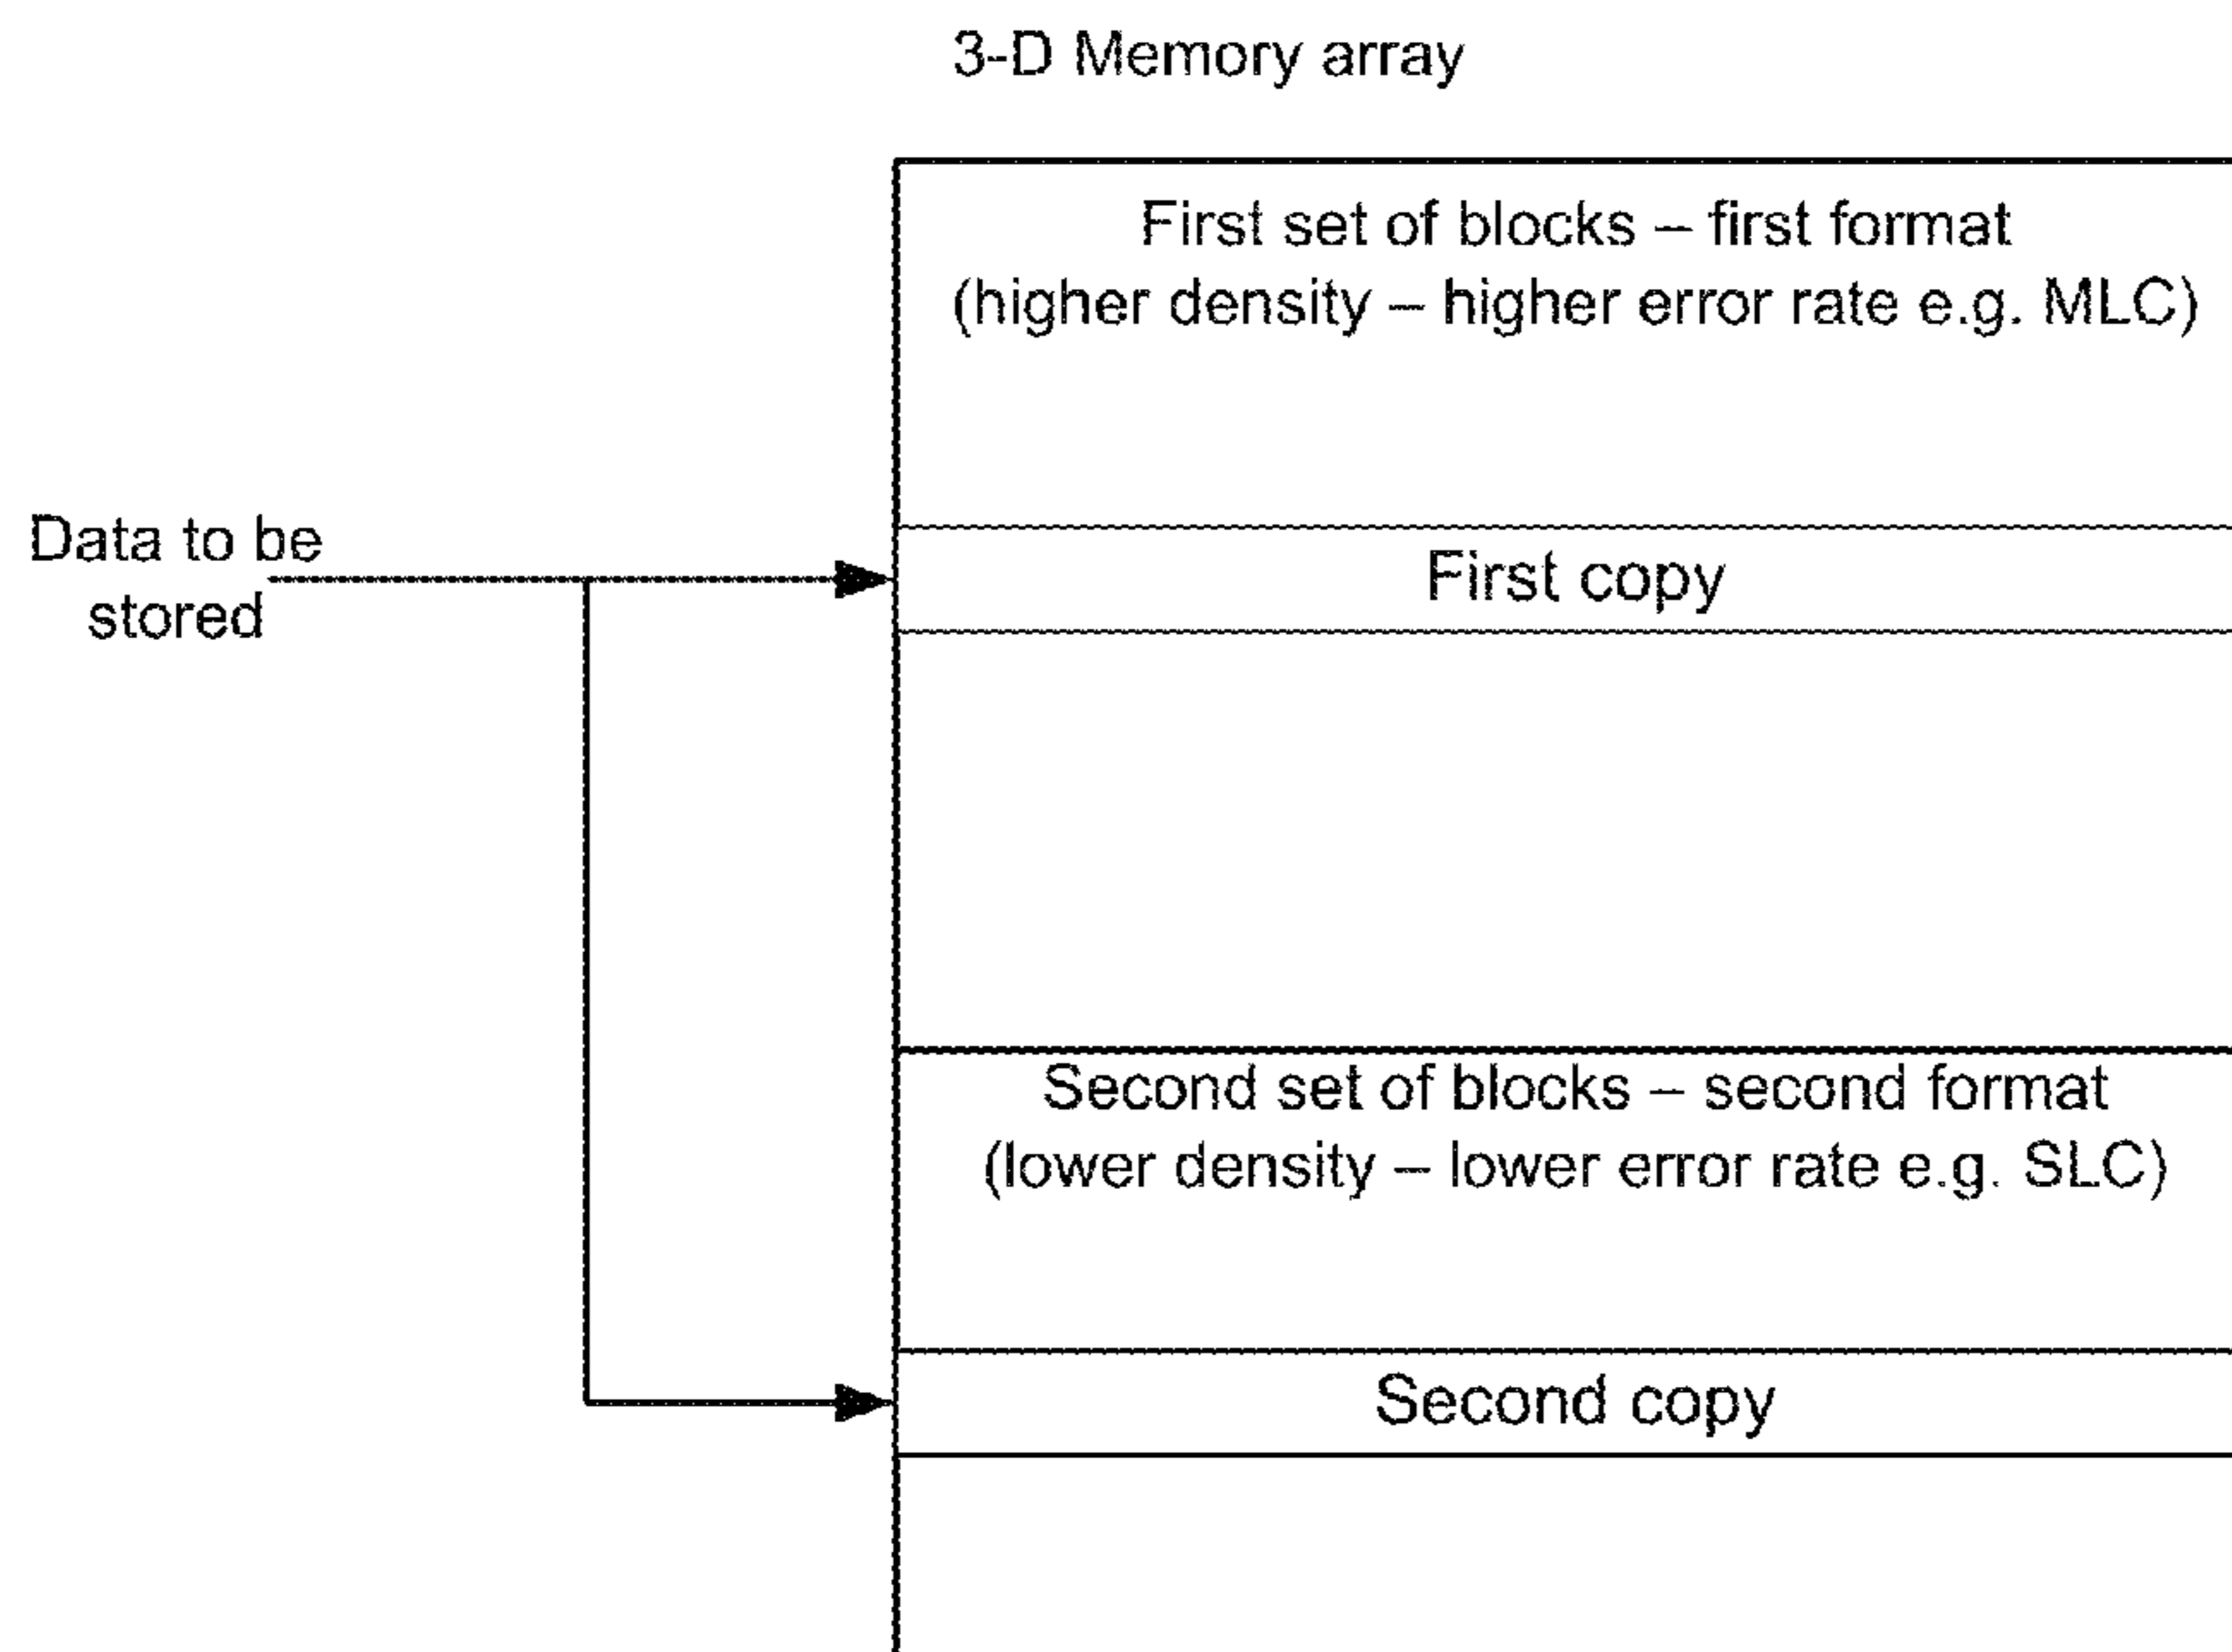 3-D Memory array
First set of blocks – first format
(higher density – higher error rate e.g. MLC)
Data to be
stored
First copy
Second set of blocks – second format
(lower density – lower error rate e.g. SLC)
Second copy